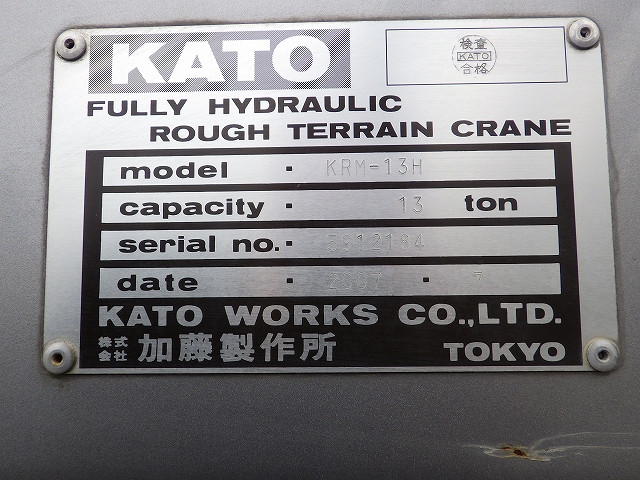 KATO
検査
KATO
合格
FULLY HYDRAULIC
ROUGH TERRAIN CRANE
model · KRM-13H
capacity · 13 ton
serial no. ·
date · 2007 · 7
KATO WORKS CO.,LTD.
株式会社 加藤製作所 TOKYO